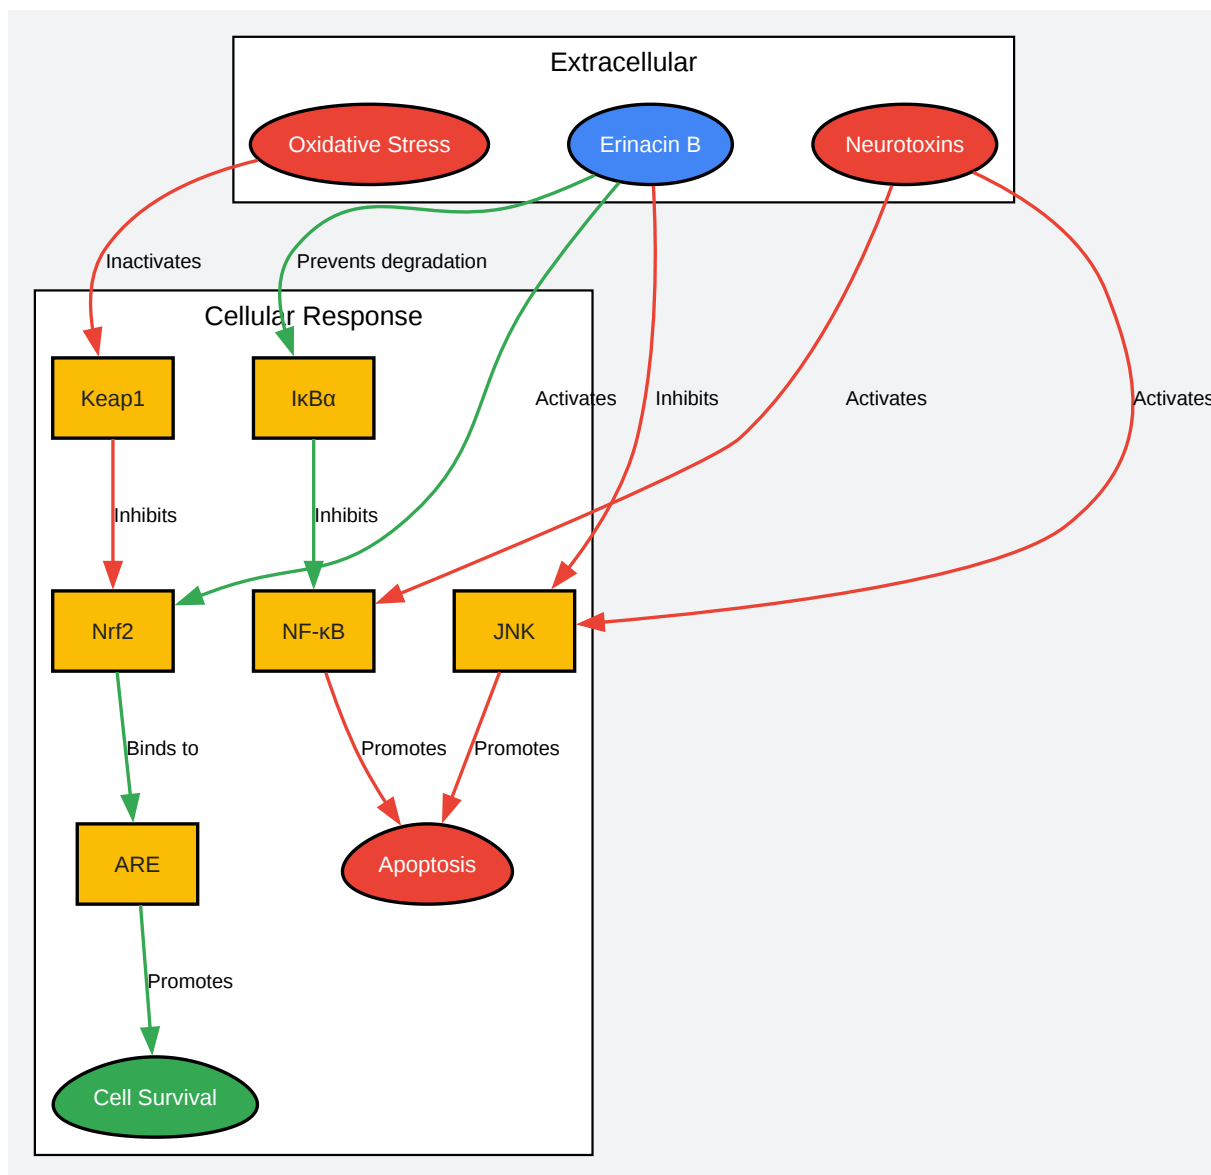 Extracellular
Oxidative Stress
Erinacin B
Neurotoxins
Inactivates
Prevents degradation
Cellular Response
Keap1
IκBα
Activates
Inhibits
Activates
Activates
Inhibits
Inhibits
Nrf2
NF-κB
JNK
Binds to
Promotes
Promotes
ARE
Apoptosis
Promotes
Cell Survival